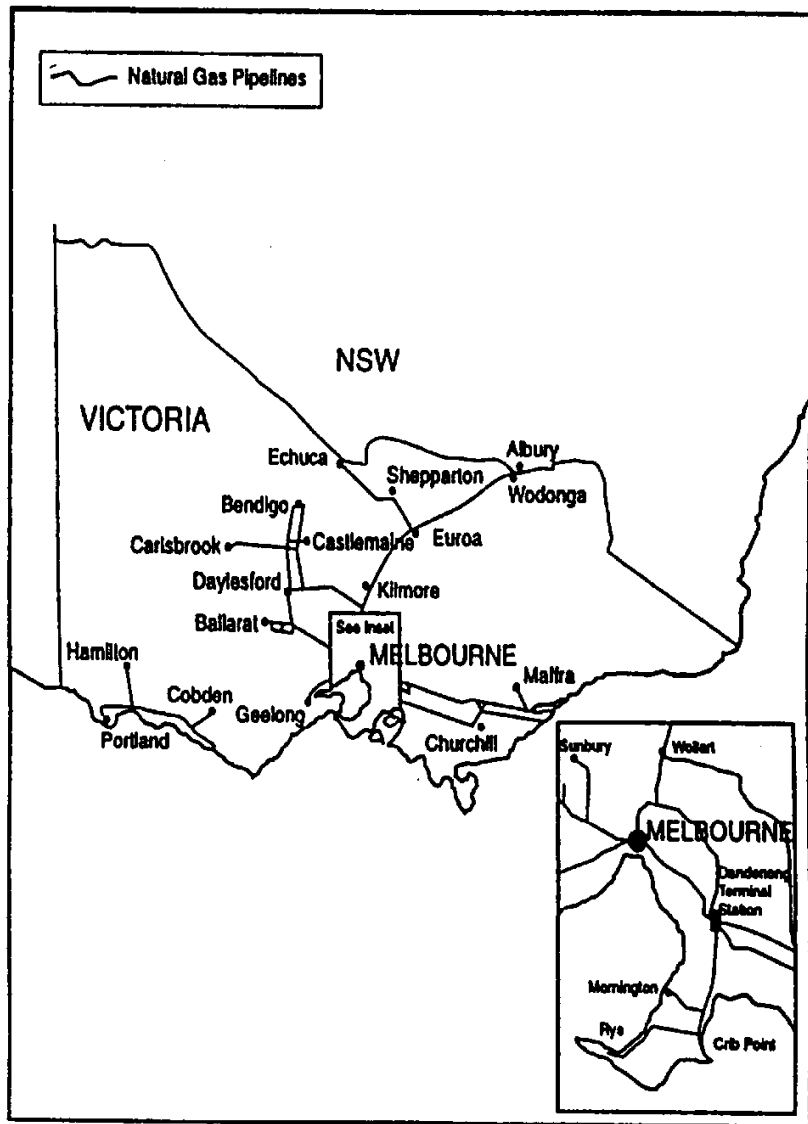 Natural Gas Pipelines
NSW
VICTORIA
Echuca
Albury
Shepparton
Wodonga
Bendigo
Carisbrook
Castlemaine
Euroa
Daylesford
Kilmore
Ballarat
See Inset
Hamilton
MELBOURNE
Maffra
Cobden
Geelong
Portland
Churchill
Sunbury
Wollert
MELBOURNE
Dandenong
Terminal
Station
Mornington
Rye
Crib Point